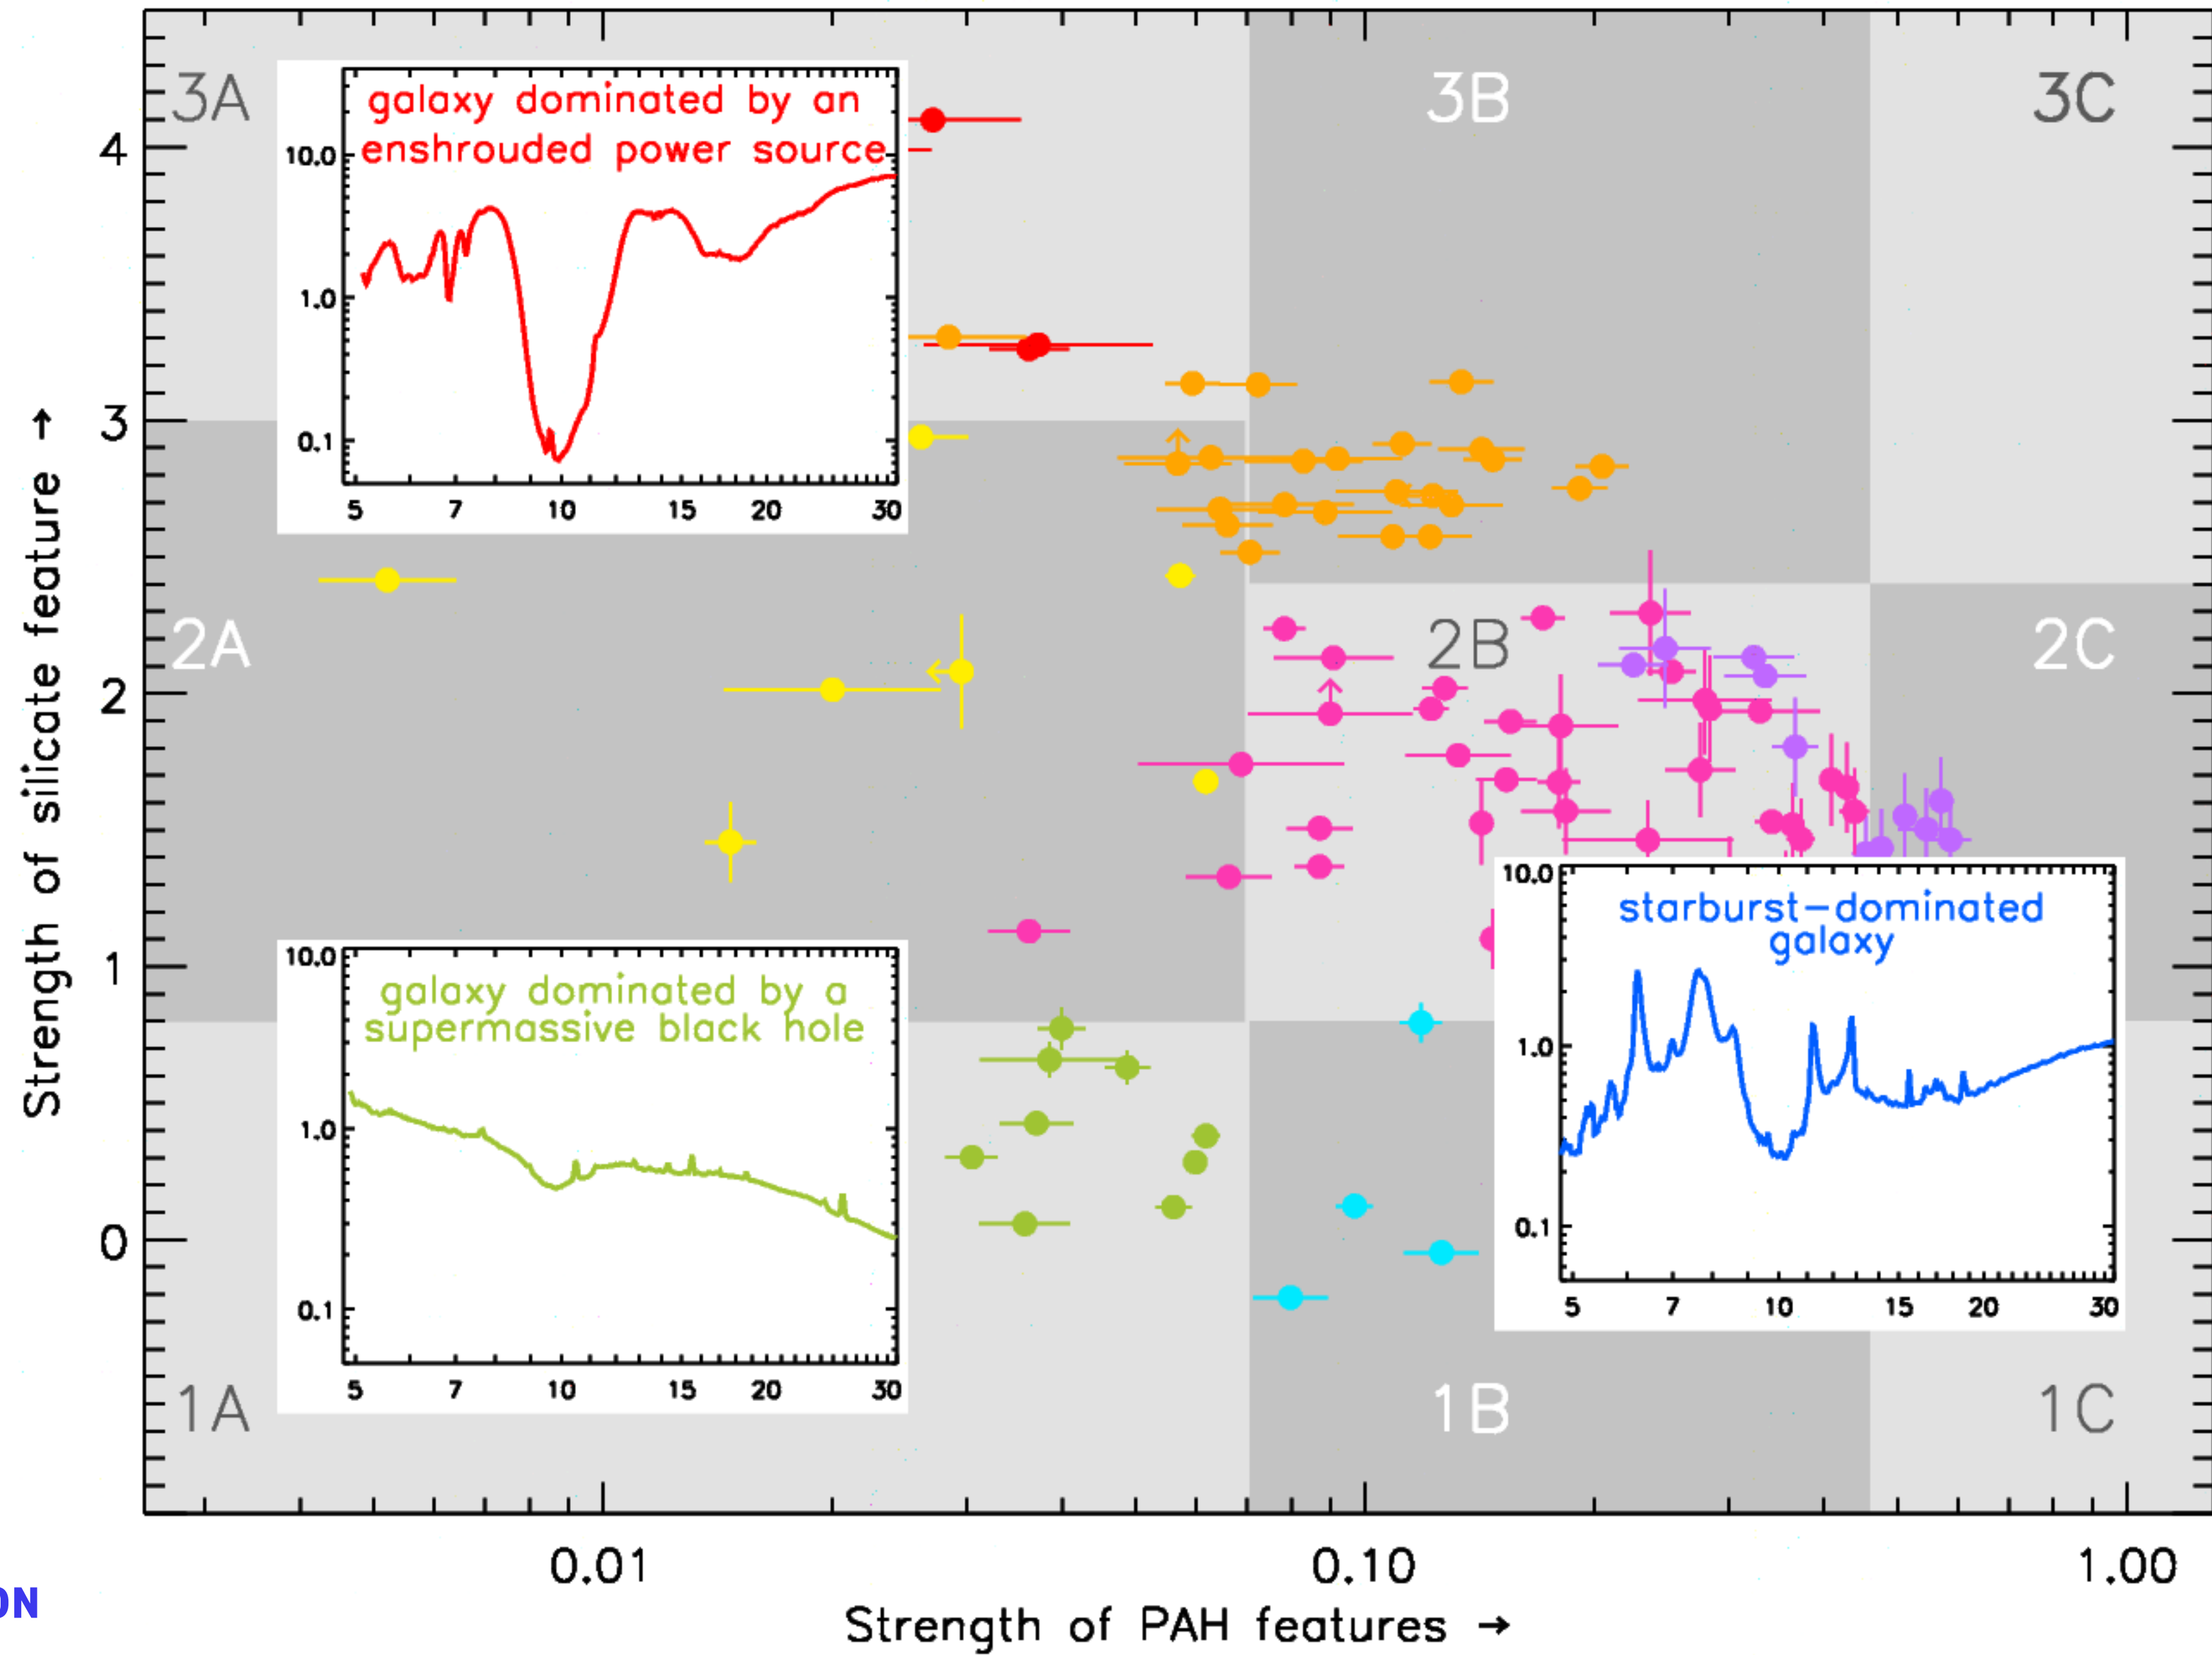 3A
3B
3C
galaxy dominated by an
enshrouded power source
10.0
1.0
0.1
5 7 10 15 20 30
4
3
2
1
0
Strength of silicate feature →
2A
2B
2C
galaxy dominated by a
supermassive black hole
10.0
1.0
0.1
5 7 10 15 20 30
starburst-dominated
galaxy
10.0
1.0
0.1
5 7 10 15 20 30
1A
1B
1C
0.01 0.10 1.00
Strength of PAH features →